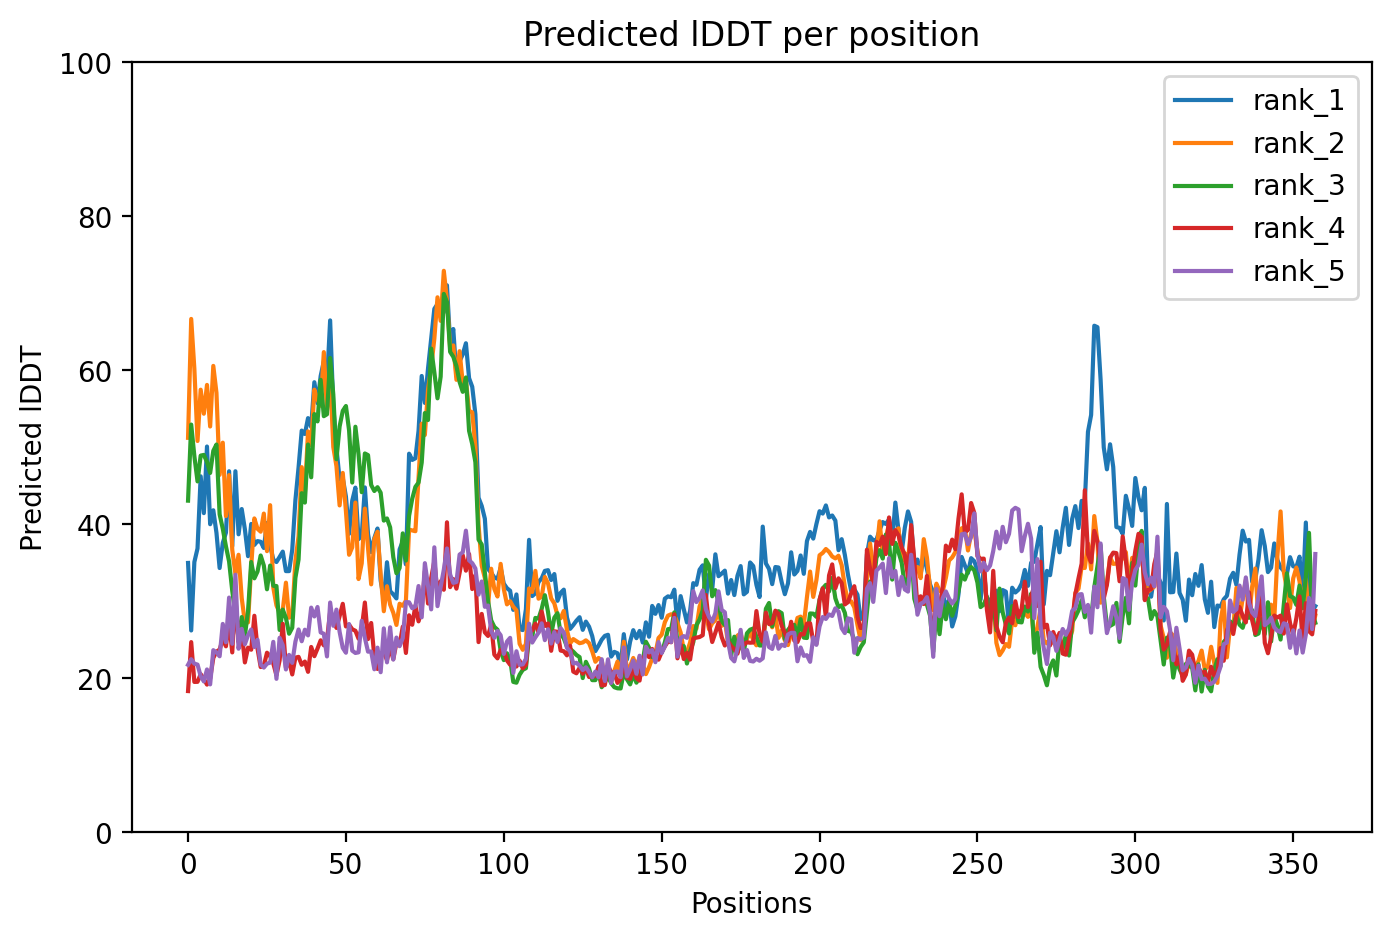 Predicted lDDT per position
100
80
60
40
20
0
Predicted lDDT
0 50 100 150 200 250 300 350
Positions
rank_1
rank_2
rank_3
rank_4
rank_5